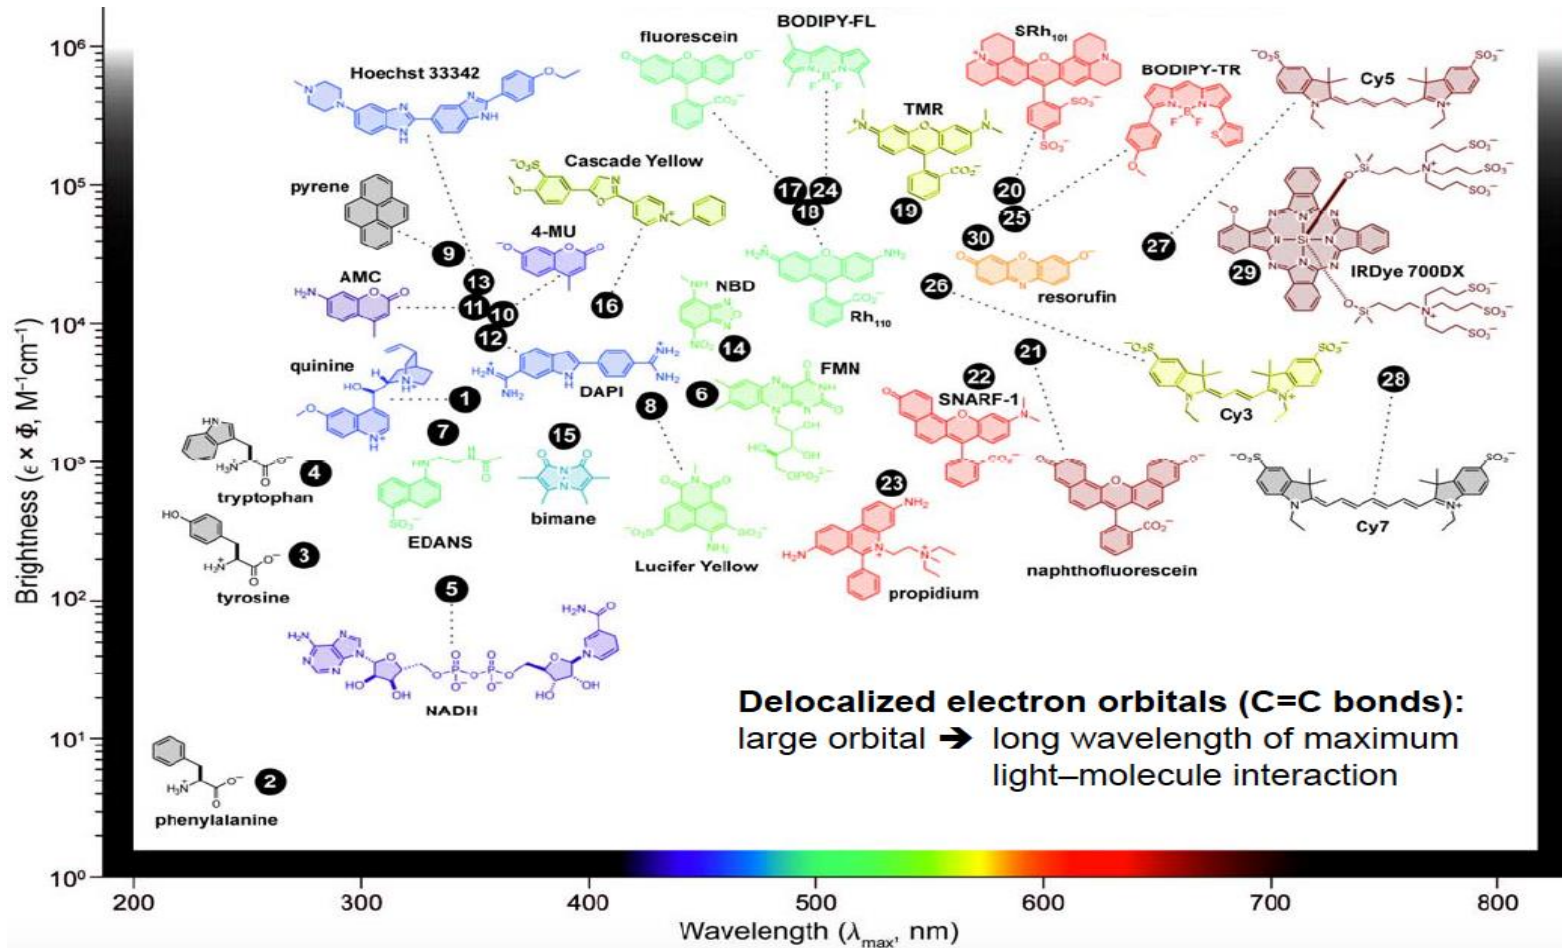 10⁶
10⁵
10⁴
10³
10²
10¹
10⁰
Brightness (ϵ × Φ, M⁻¹cm⁻¹)
Hoechst 33342
fluorescein
BODIPY-FL
SRh₁₀₁
BODIPY-TR
Cy5
TMR
Cascade Yellow
pyrene
4-MU
AMC
NBD
Rh₁₁₀
resorufin
IRDye 700DX
quinine
DAPI
FMN
SNARF-1
Cy3
tryptophan
EDANS
bimane
Lucifer Yellow
propidium
naphthofluorescein
Cy7
tyrosine
NADH
phenylalanine
17
24
18
19
20
25
9
13
11
10
12
16
14
30
26
27
29
1
7
8
6
15
21
22
28
4
23
3
5
2
Delocalized electron orbitals (C=C bonds):
large orbital ➔ long wavelength of maximum
light–molecule interaction
200
300
400
500
600
700
800
Wavelength (λmax, nm)